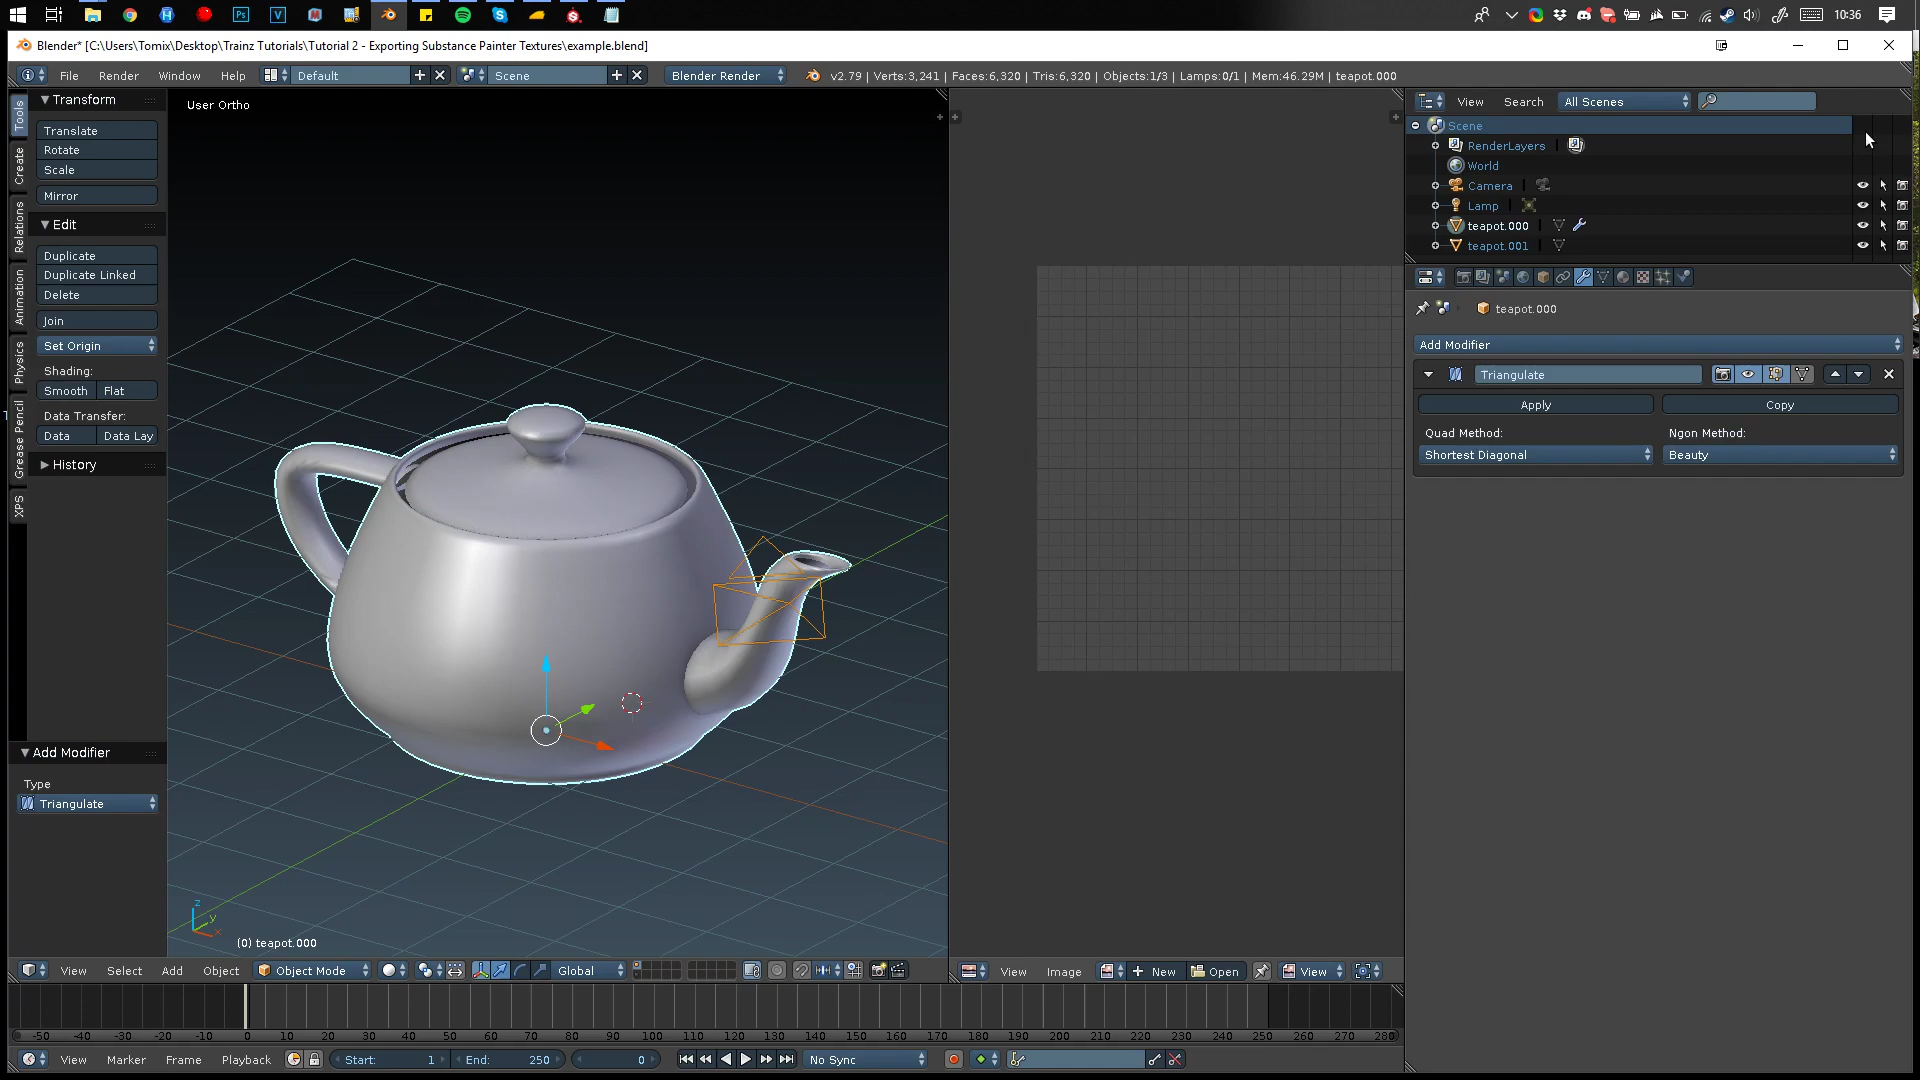 10:36
Blender* [C:\Users\Tomix\Desktop\Trainz Tutorials\Tutorial 2 - Exporting Substance Painter Textures\example.blend]
File Render Window Help Default Scene Blender Render v2.79 | Verts:3,241 | Faces:6,320 | Tris:6,320 | Objects:1/3 | Lamps:0/1 | Mem:46.29M | teapot.000
Tools
Create
Relations
Animation
Physics
Grease Pencil
XPS
Transform
Translate
Rotate
Scale
Mirror
Edit
Duplicate
Duplicate Linked
Delete
Join
Set Origin
Shading:
Smooth Flat
Data Transfer:
Data Data Lay
History
Add Modifier
Type
Triangulate
User Ortho
z
y
x
(0) teapot.000
View Select Add Object Object Mode Global
View Image New Open View
View Search All Scenes
Scene
RenderLayers
World
Camera
Lamp
teapot.000
teapot.001
teapot.000
Add Modifier
Triangulate
Apply Copy
Quad Method: Ngon Method:
Shortest Diagonal Beauty
-50 -40 -30 -20 -10 0 10 20 30 40 50 60 70 80 90 100 110 120 130 140 150 160 170 180 190 200 210 220 230 240 250 260 270 280
View Marker Frame Playback Start: 1 End: 250 0 No Sync